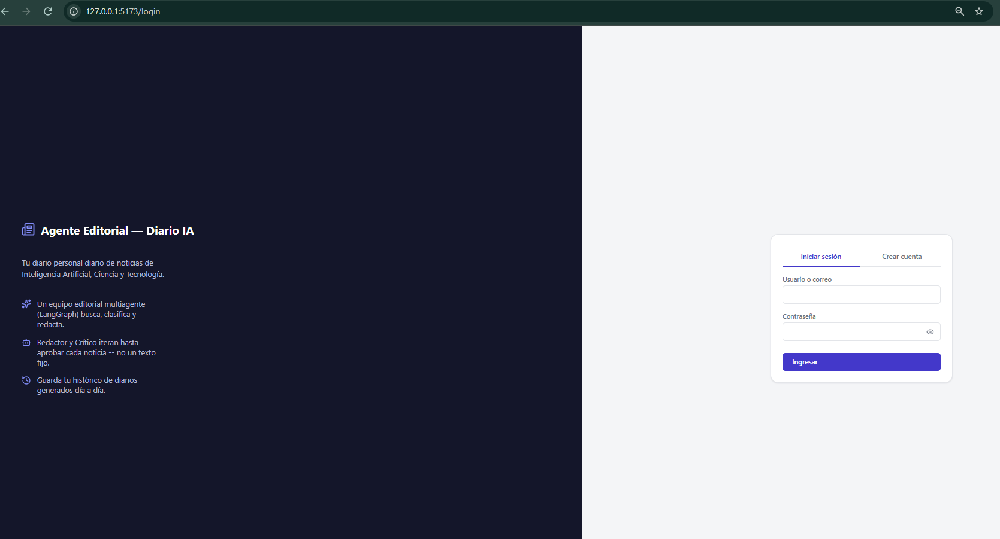 127.0.0.1:5173/login
Agente Editorial — Diario IA
Tu diario personal diario de noticias de
Inteligencia Artificial, Ciencia y Tecnología.
Un equipo editorial multiagente
(LangGraph) busca, clasifica y
redacta.
Redactor y Crítico iteran hasta
aprobar cada noticia -- no un texto
fijo.
Guarda tu histórico de diarios
generados día a día.
Iniciar sesión Crear cuenta
Usuario o correo
Contraseña
Ingresar